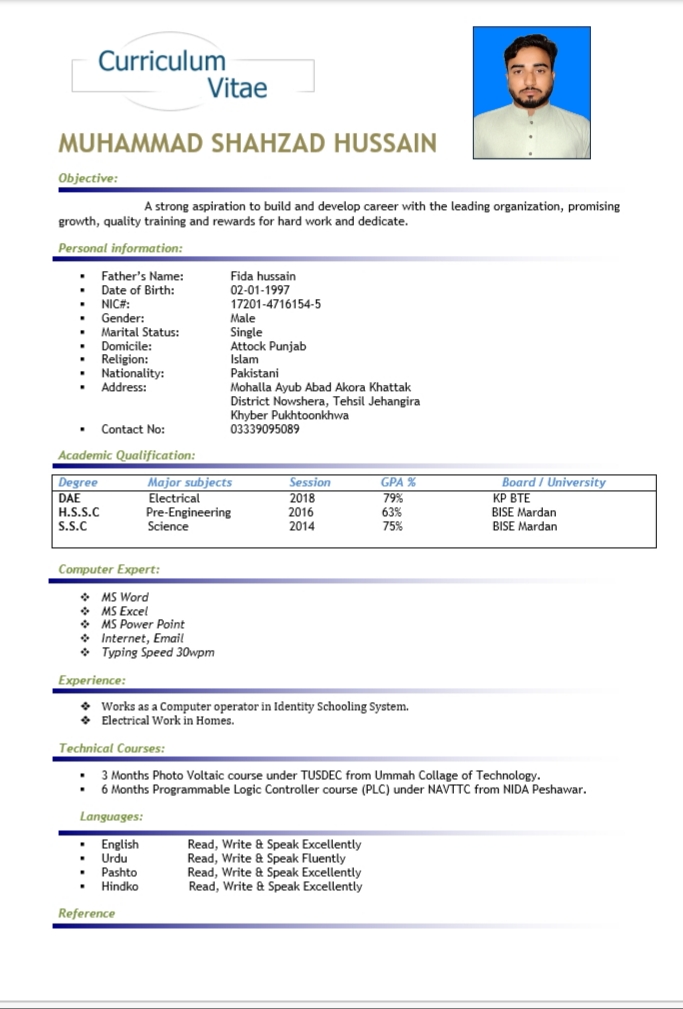 Curriculum
Vitae
MUHAMMAD SHAHZAD HUSSAIN
Objective:
A strong aspiration to build and develop career with the leading organization, promising
growth, quality training and rewards for hard work and dedicate.
Personal information:
▪ Father's Name: Fida hussain
▪ Date of Birth: 02-01-1997
▪ NIC#: 17201-4716154-5
▪ Gender: Male
▪ Marital Status: Single
▪ Domicile: Attock Punjab
▪ Religion: Islam
▪ Nationality: Pakistani
▪ Address: Mohalla Ayub Abad Akora Khattak
District Nowshera, Tehsil Jehangira
Khyber Pukhtoonkhwa
▪ Contact No: 03339095089
Academic Qualification:
Degree Major subjects Session GPA % Board / University
DAE Electrical 2018 79% KP BTE
H.S.S.C Pre-Engineering 2016 63% BISE Mardan
S.S.C Science 2014 75% BISE Mardan
Computer Expert:
❖ MS Word
❖ MS Excel
❖ MS Power Point
❖ Internet, Email
❖ Typing Speed 30wpm
Experience:
❖ Works as a Computer operator in Identity Schooling System.
❖ Electrical Work in Homes.
Technical Courses:
▪ 3 Months Photo Voltaic course under TUSDEC from Ummah Collage of Technology.
▪ 6 Months Programmable Logic Controller course (PLC) under NAVTTC from NIDA Peshawar.
Languages:
▪ English Read, Write & Speak Excellently
▪ Urdu Read, Write & Speak Fluently
▪ Pashto Read, Write & Speak Excellently
▪ Hindko Read, Write & Speak Excellently
Reference